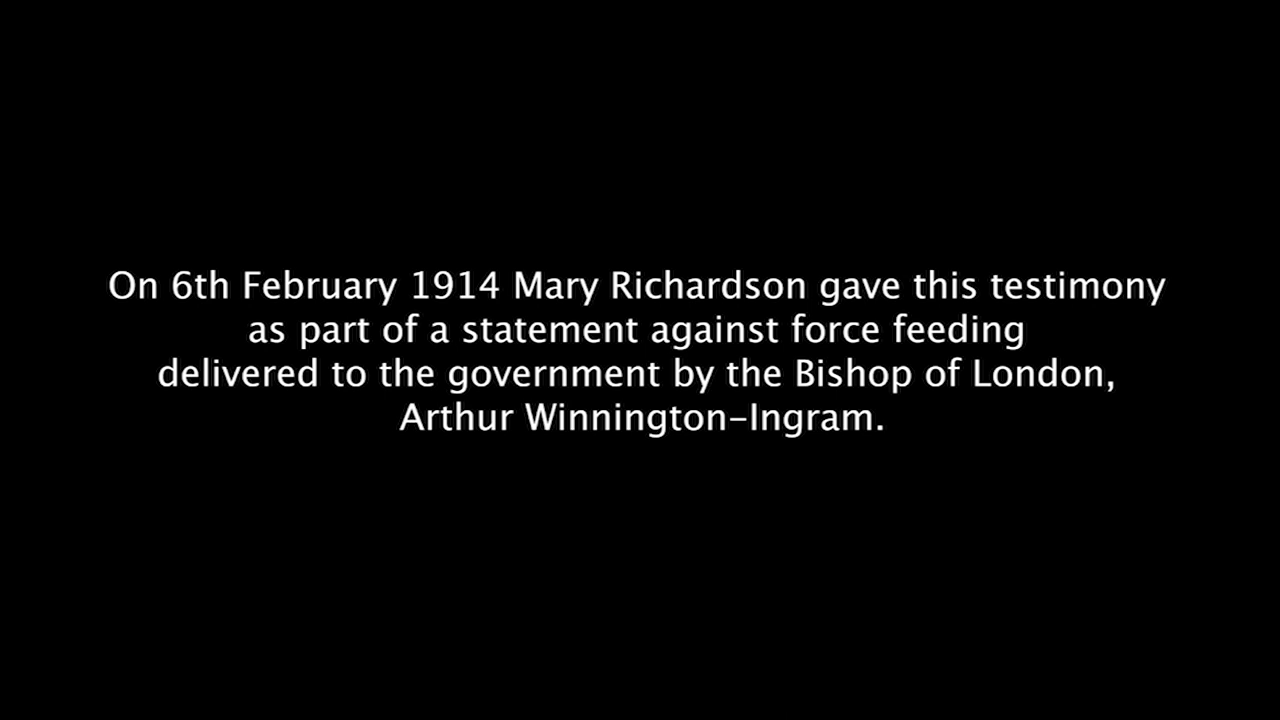 On 6th February 1914 Mary Richardson gave this testimony
as part of a statement against force feeding
delivered to the government by the Bishop of London,
Arthur Winnington-Ingram.